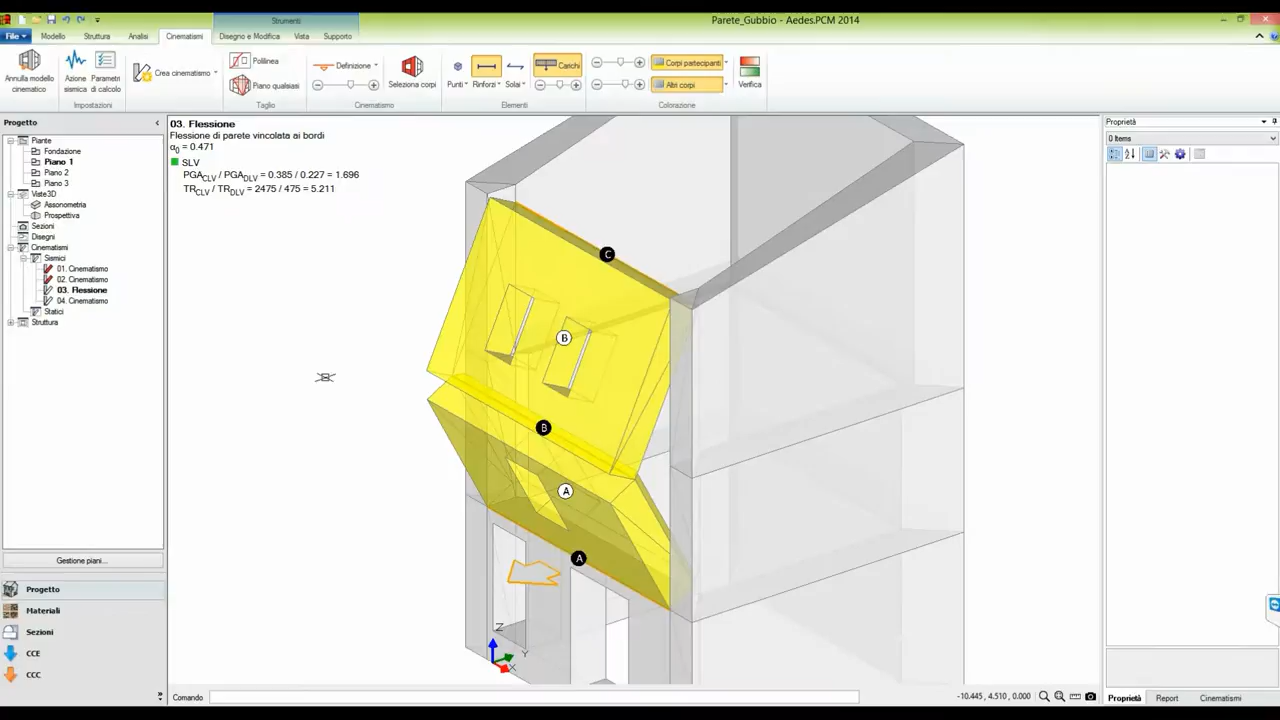 Strumenti
Parete_Gubbio - Aedes.PCM 2014
File
Modello
Struttura
Analisi
Cinematismi
Disegno e Modifica
Vista
Supporto
Annulla modello cinematico
Azione sismica
Parametri di calcolo
Impostazioni
Crea cinematismo
Polilinea
Piano qualsiasi
Taglio
Definizione
Cinematismo
Seleziona corpi
Punti
Rinforzi
Solai
Carichi
Elementi
Corpi partecipanti
Altri corpi
Colorazione
Verifica
Progetto
Piante
Fondazione
Piano 1
Piano 2
Piano 3
Viste3D
Assonometria
Prospettiva
Sezioni
Disegni
Cinematismi
Sismici
01. Cinematismo
02. Cinematismo
03. Flessione
04. Cinematismo
Statici
Struttura
Gestione piani...
Progetto
Materiali
Sezioni
CCE
CCC
03. Flessione
Flessione di parete vincolata ai bordi
α0 = 0.471
SLV
PGACLV / PGADLV = 0.385 / 0.227 = 1.696
TRCLV / TRDLV = 2475 / 475 = 5.211
C
B
B
A
A
Z
Y
X
Proprietà
0 Items
Comando
-10.445, 4.510, 0.000
Proprietà
Report
Cinematismi